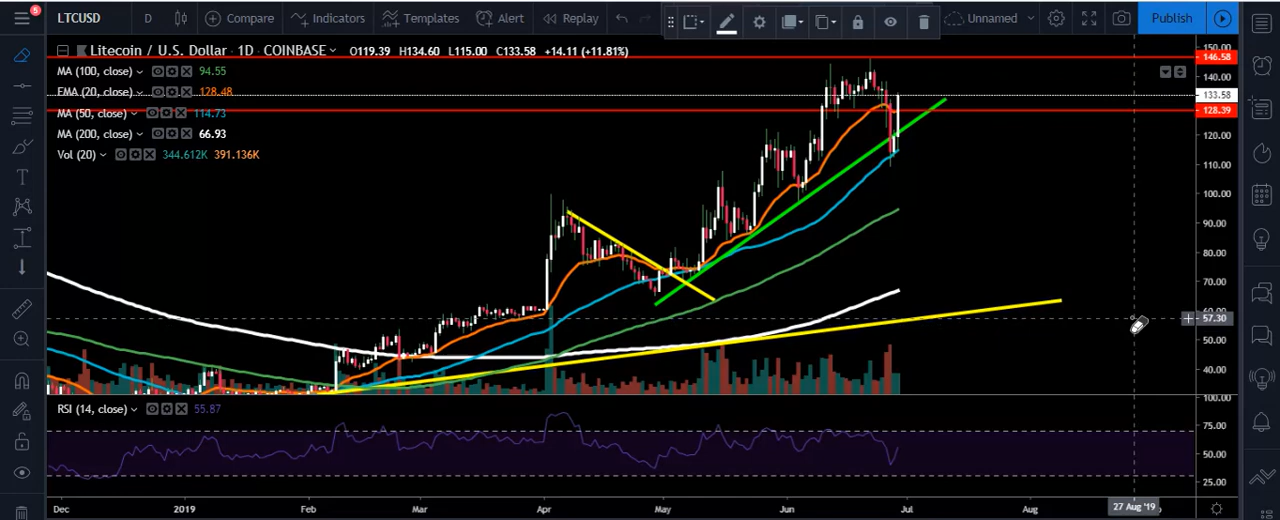 5
LTCUSD D Compare Indicators Templates Alert Replay Unnamed Publish
Litecoin / U.S. Dollar · 1D · COINBASE O119.39 H134.60 L115.00 C133.58 +14.11 (+11.81%)
MA (100, close) 94.55
EMA (20, close) 128.48
MA (50, close) 114.73
MA (200, close) 66.93
Vol (20) 344.612K 391.136K
150.00
146.58
140.00
133.58
128.39
120.00
110.00
100.00
90.00
80.00
70.00
57.30
50.00
40.00
RSI (14, close) 55.87
100.00
75.00
50.00
25.00
Dec 2019 Feb Mar Apr May Jun Jul Aug 27 Aug '19